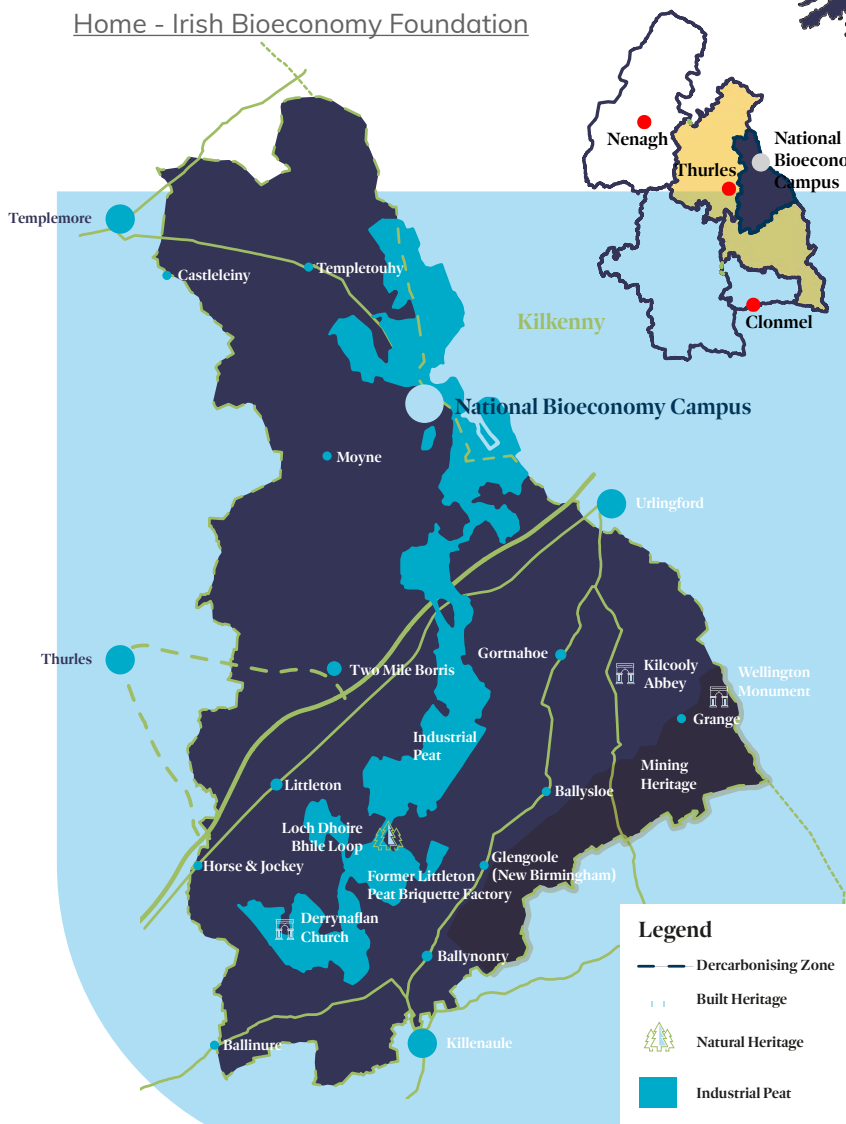 Home - Irish Bioeconomy Foundation
Nenagh
Thurles
National
Bioecono
Campus
Clonmel
Templemore
Castleleiny
Templetouhy
Kilkenny
National Bioeconomy Campus
Moyne
Urlingford
Thurles
Two Mile Borris
Gortnahoe
Kilcooly
Abbey
Wellington
Monument
Grange
Industrial
Peat
Mining
Heritage
Littleton
Ballysloe
Loch Dhoire
Bhile Loop
Horse & Jockey
Former Littleton
Peat Briquette Factory
Glengoole
(New Birmingham)
Derrynaflan
Church
Ballynonty
Ballinure
Killenaule
Legend
Dercarbonising Zone
Built Heritage
Natural Heritage
Industrial Peat